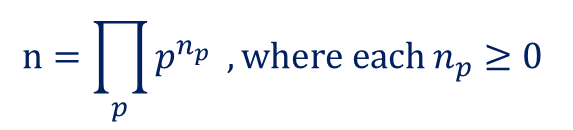 n = ∏_p p^{n_p} , where each n_p ≥ 0